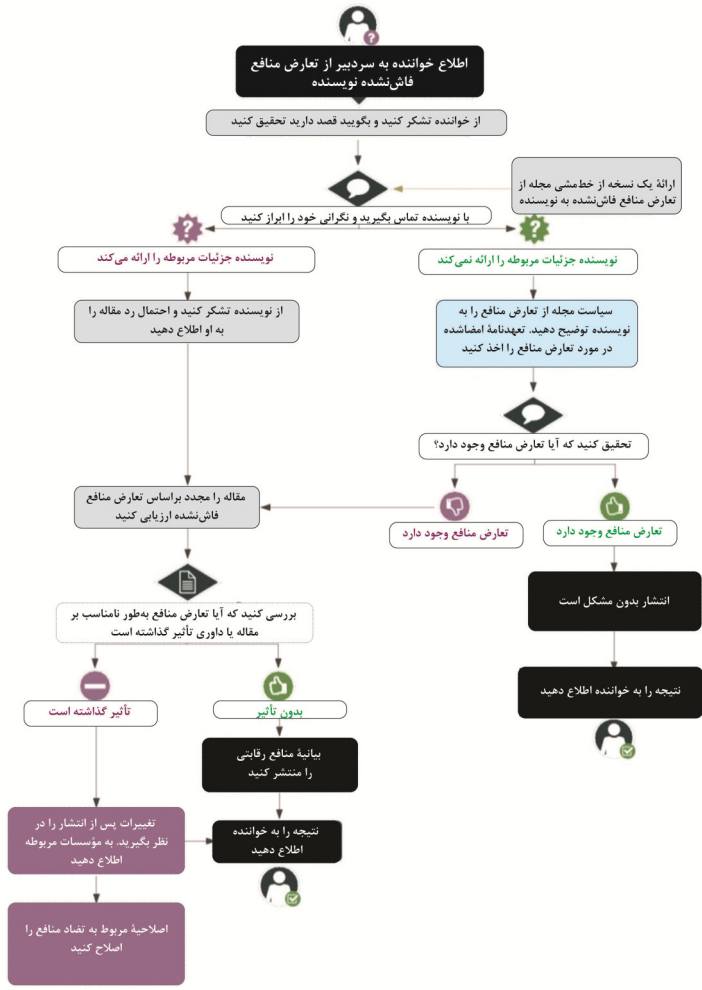 اطلاع خواننده به سردبیر از تعارض منافع
فاش‌نشده نویسنده
از خواننده تشکر کنید و بگویید قصد دارید تحقیق کنید
ارائهٔ یک نسخه از خط‌مشی مجله از
تعارض منافع فاش‌نشده به نویسنده
با نویسنده تماس بگیرید و نگرانی خود را ابراز کنید
نویسنده جزئیات مربوطه را ارائه نمی‌کند
نویسنده جزئیات مربوطه را ارائه می‌کند
سیاست مجله از تعارض منافع را به
نویسنده توضیح دهید. تعهدنامهٔ امضاشده
در مورد تعارض منافع را اخذ کنید
از نویسنده تشکر کنید و احتمال رد مقاله را
به او اطلاع دهید
تحقیق کنید که آیا تعارض منافع وجود دارد؟
تعارض منافع وجود دارد
تعارض منافع وجود دارد
مقاله را مجدد براساس تعارض منافع
فاش‌نشده ارزیابی کنید
انتشار بدون مشکل است
نتیجه را به خواننده اطلاع دهید
بررسی کنید که آیا تعارض منافع به‌طور نامناسب بر
مقاله یا داوری تأثیر گذاشته است
بدون تأثیر
تأثیر گذاشته است
بیانیهٔ منافع رقابتی
را منتشر کنید
نتیجه را به خواننده
اطلاع دهید
تغییرات پس از انتشار را در
نظر بگیرید. به مؤسسات مربوطه
اطلاع دهید
اصلاحیهٔ مربوط به تضاد منافع را
اصلاح کنید